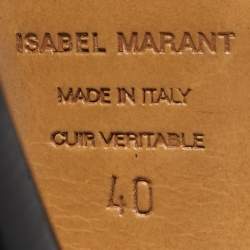 ISABEL MARANT
MADE IN ITALY
CUIR VERITABLE
40